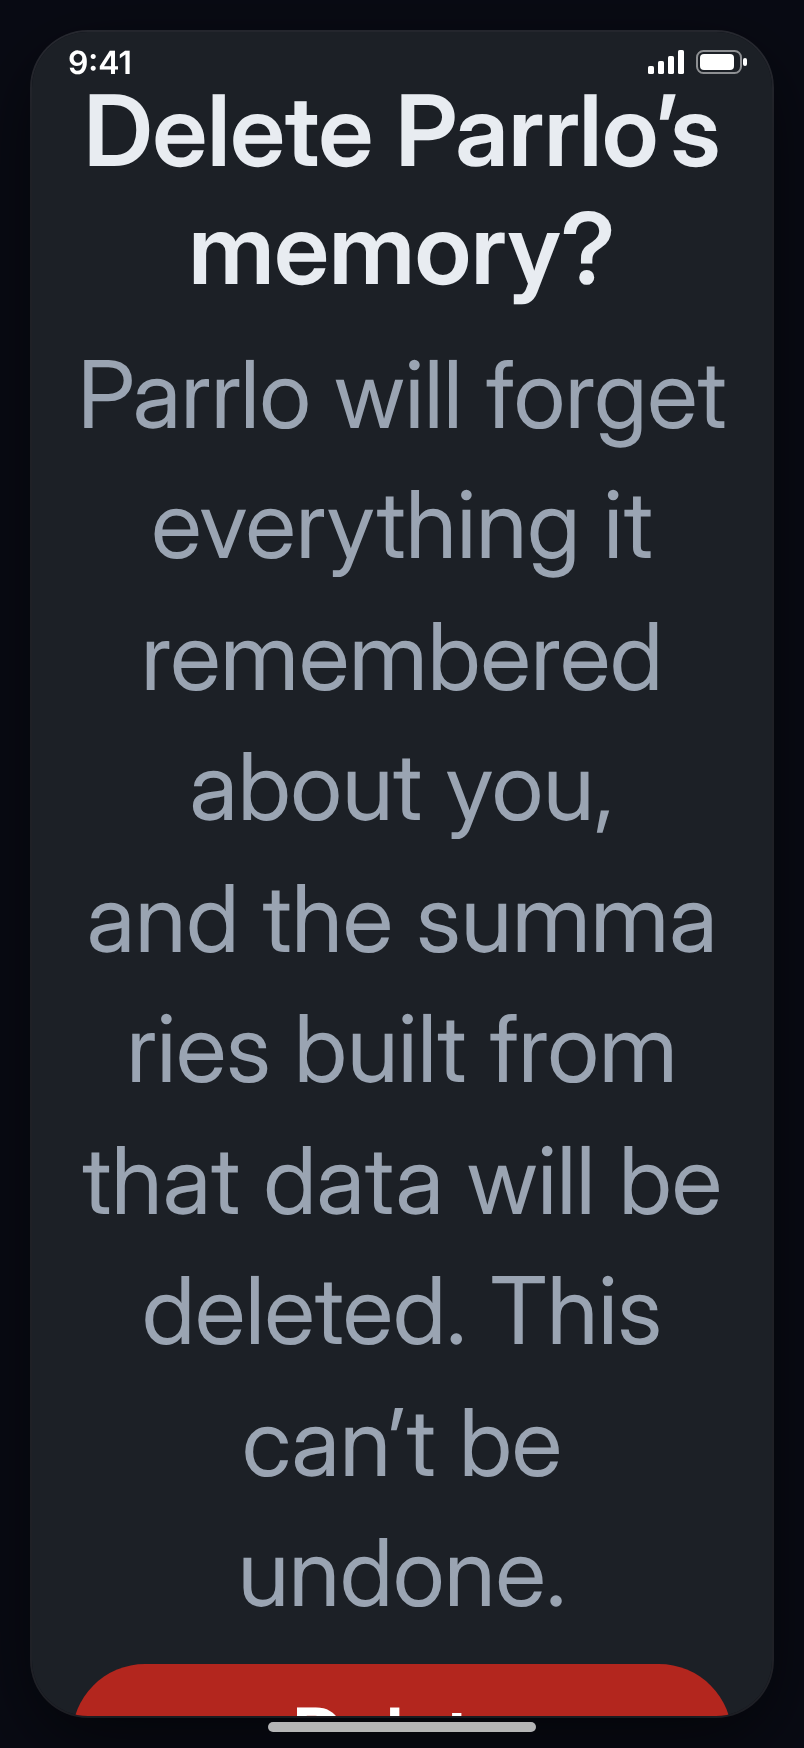 9:41
Delete Parrlo’s
memory?
Parrlo will forget
everything it
remembered
about you,
and the summa
ries built from
that data will be
deleted. This
can’t be
undone.